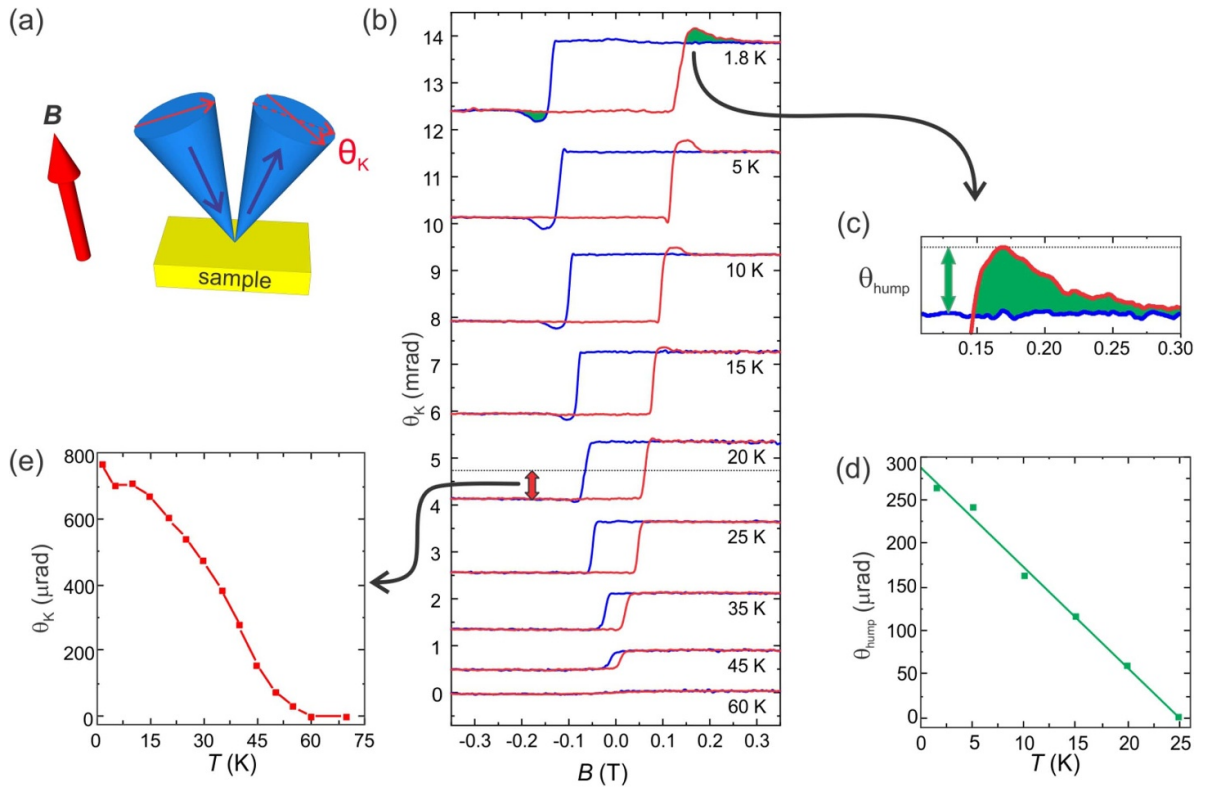 (a)
B
θK
sample
(b)
14
13
12
11
10
9
8
7
6
5
4
3
2
1
0
θK (mrad)
1.8 K
5 K
10 K
15 K
20 K
25 K
35 K
45 K
60 K
-0.3 -0.2 -0.1 0.0 0.1 0.2 0.3
B (T)
(c)
θhump
0.15 0.20 0.25 0.30
(d)
300
250
200
150
100
50
0
θhump (μrad)
0 5 10 15 20 25
T (K)
(e)
800
600
400
200
0
θK (μrad)
0 15 30 45 60 75
T (K)